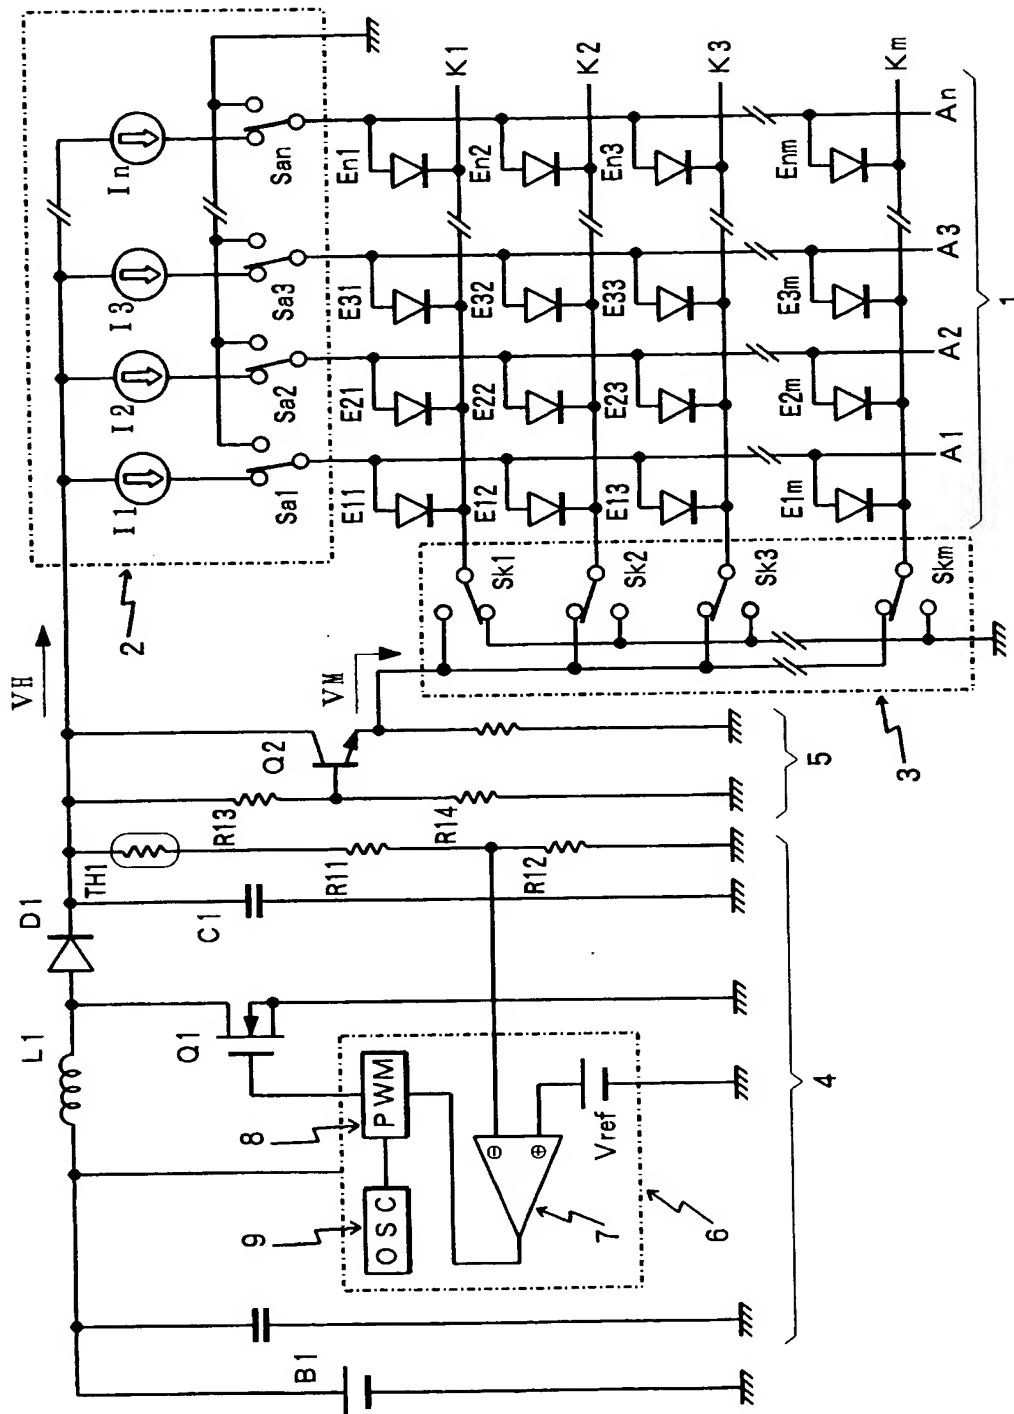 B1
L1
D1
VH
I1
I2
I3
In
2
Sa1
Sa2
Sa3
San
Q1
C1
TH1
R13
Q2
VM
R11
R14
R12
9
8
OSC
PWM
7
Vref
6
4
5
3
Sk1
Sk2
Sk3
Skm
E11
E21
E31
En1
K1
E12
E22
E32
En2
K2
E13
E23
E33
En3
K3
E1m
E2m
E3m
Enm
Km
A1
A2
A3
An
1